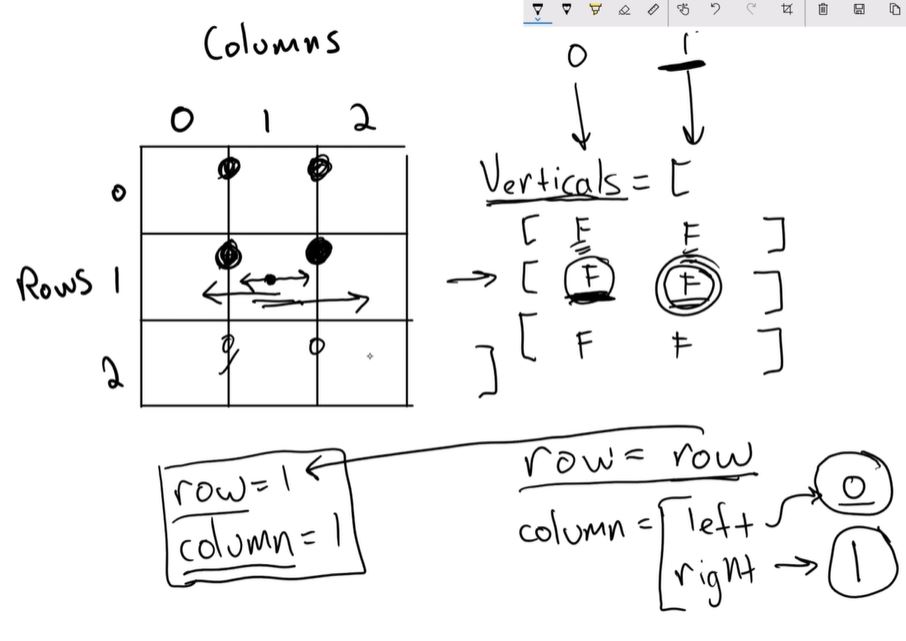 Columns
0 1 2
0
Rows 1
2
0 1
Verticals = [
[ F F ]
[ F F ]
[ F F ]
]
row = 1
column = 1
row = row
column = [ left 0
right 1